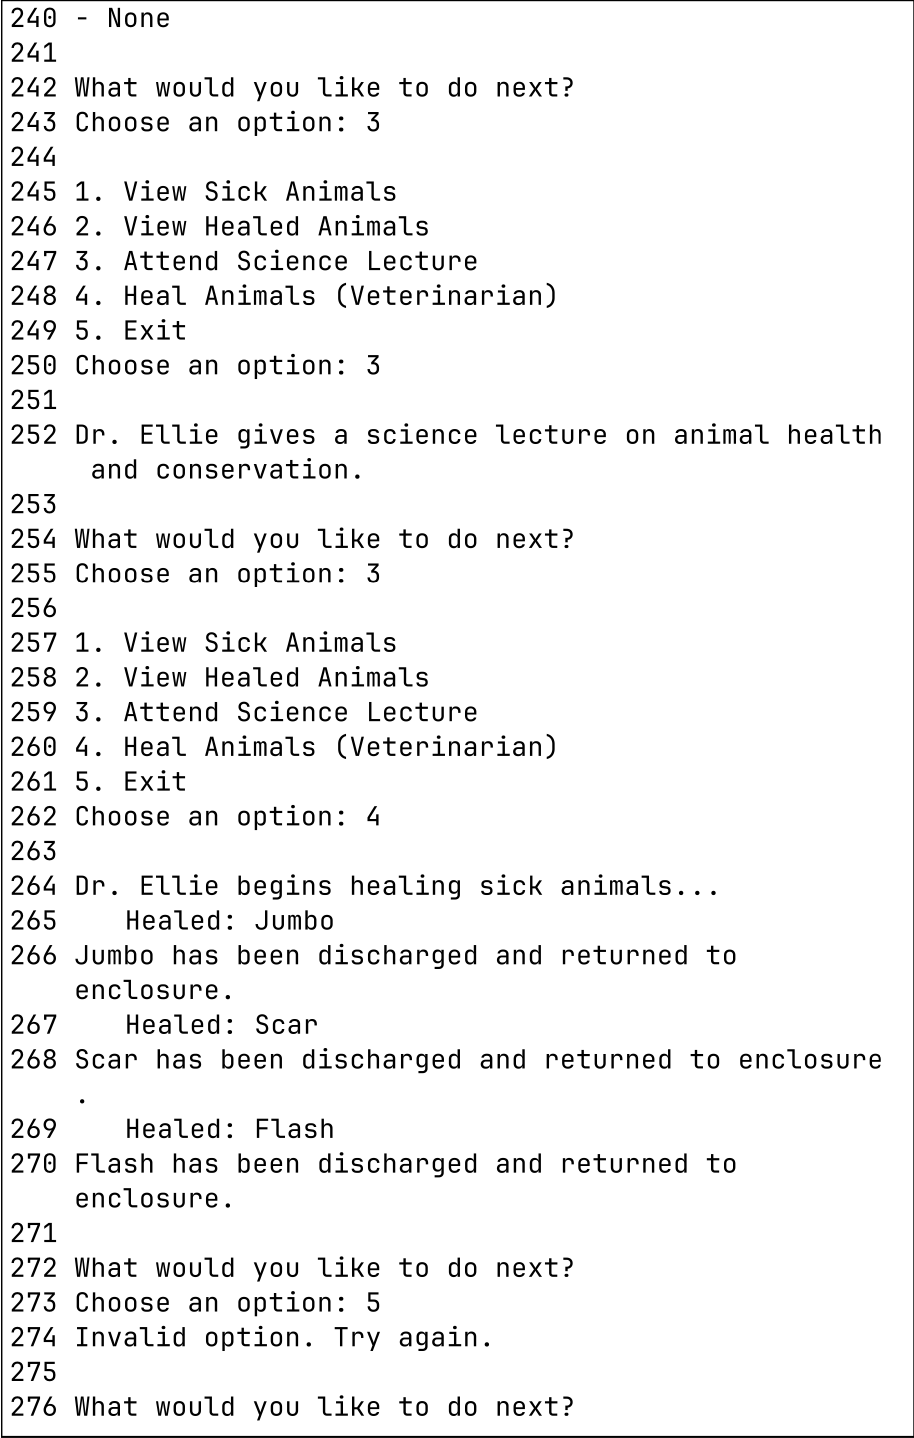 240 - None
241
242 What would you like to do next?
243 Choose an option: 3
244
245 1. View Sick Animals
246 2. View Healed Animals
247 3. Attend Science Lecture
248 4. Heal Animals (Veterinarian)
249 5. Exit
250 Choose an option: 3
251
252 Dr. Ellie gives a science lecture on animal health
and conservation.
253
254 What would you like to do next?
255 Choose an option: 3
256
257 1. View Sick Animals
258 2. View Healed Animals
259 3. Attend Science Lecture
260 4. Heal Animals (Veterinarian)
261 5. Exit
262 Choose an option: 4
263
264 Dr. Ellie begins healing sick animals...
265    Healed: Jumbo
266 Jumbo has been discharged and returned to
enclosure.
267    Healed: Scar
268 Scar has been discharged and returned to enclosure
.
269    Healed: Flash
270 Flash has been discharged and returned to
enclosure.
271
272 What would you like to do next?
273 Choose an option: 5
274 Invalid option. Try again.
275
276 What would you like to do next?